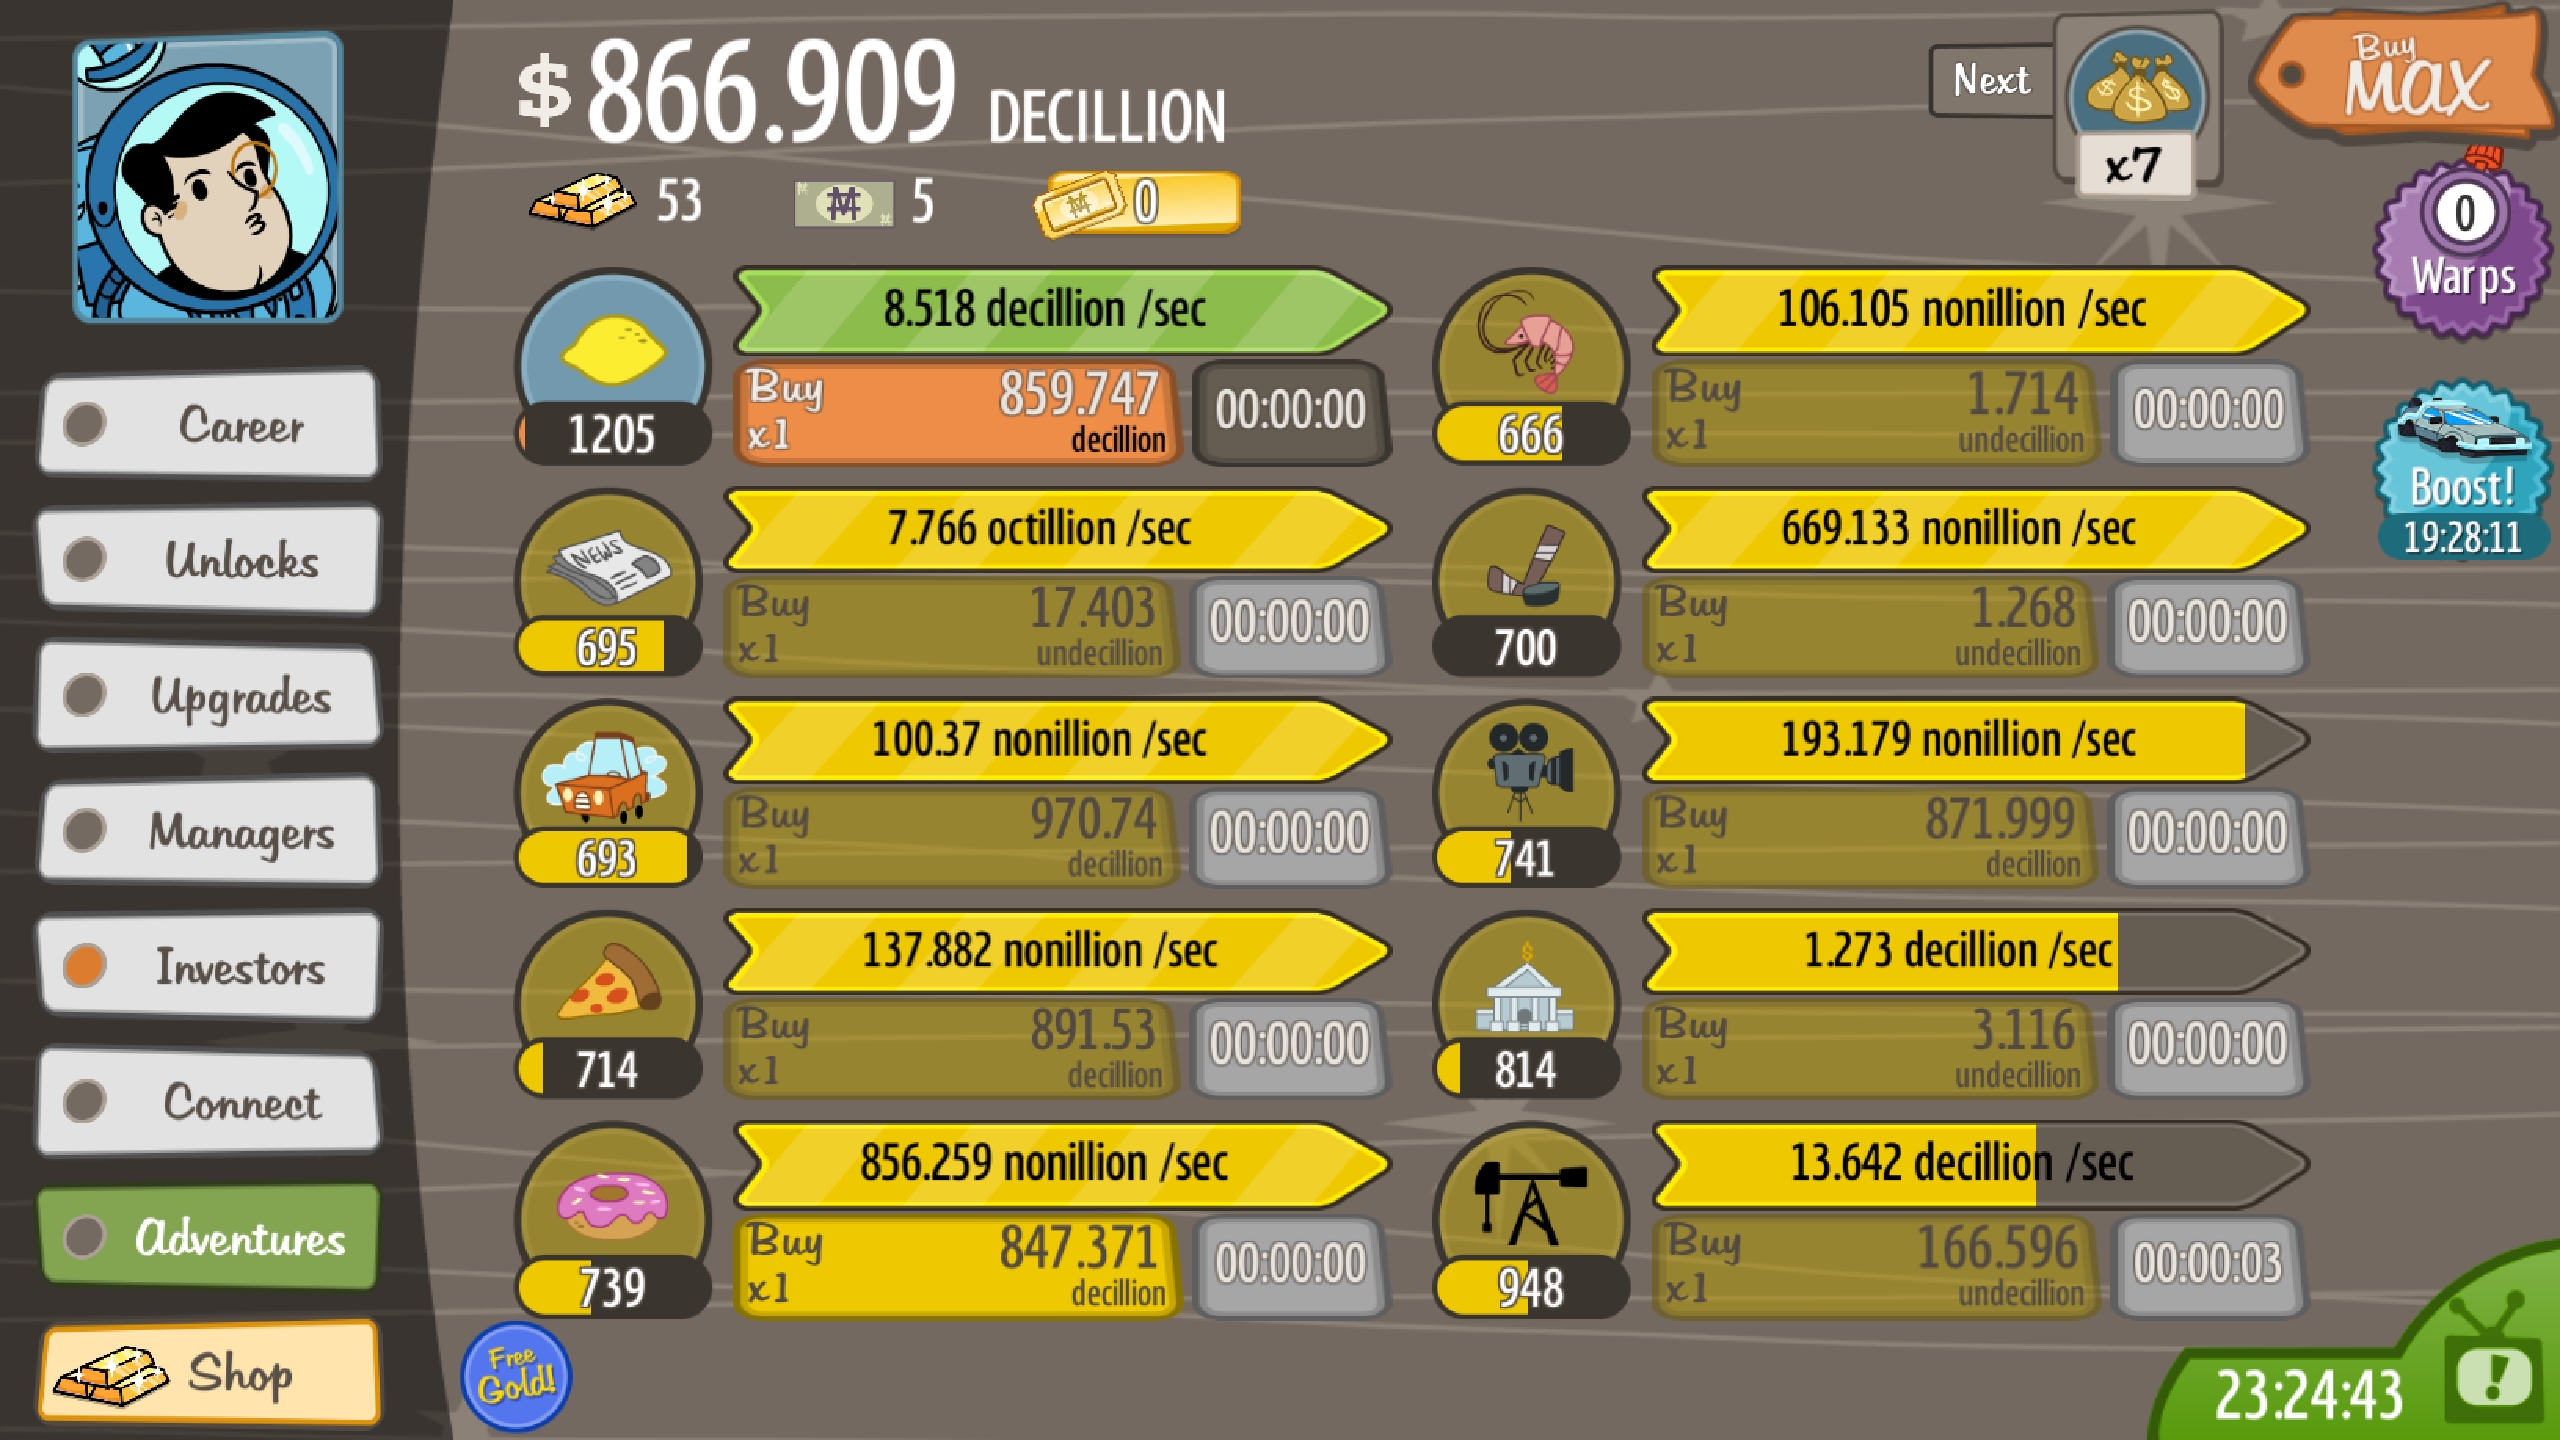 $866.909 DECILLION
Next
x7
Buy
MAX
53
5
0
0
Warps
Boost!
19:28:11
Career
Unlocks
Upgrades
Managers
Investors
Connect
Adventures
Shop
8.518 decillion /sec
1205
Buy
x1
859.747
decillion
00:00:00
106.105 nonillion /sec
666
Buy
x1
1.714
undecillion
00:00:00
NEWS
7.766 octillion /sec
695
Buy
x1
17.403
undecillion
00:00:00
669.133 nonillion /sec
700
Buy
x1
1.268
undecillion
00:00:00
100.37 nonillion /sec
693
Buy
x1
970.74
decillion
00:00:00
193.179 nonillion /sec
741
Buy
x1
871.999
decillion
00:00:00
137.882 nonillion /sec
714
Buy
x1
891.53
decillion
00:00:00
1.273 decillion /sec
814
Buy
x1
3.116
undecillion
00:00:00
856.259 nonillion /sec
739
Buy
x1
847.371
decillion
00:00:00
13.642 decillion /sec
948
Buy
x1
166.596
undecillion
00:00:03
Free
Gold!
23:24:43
!